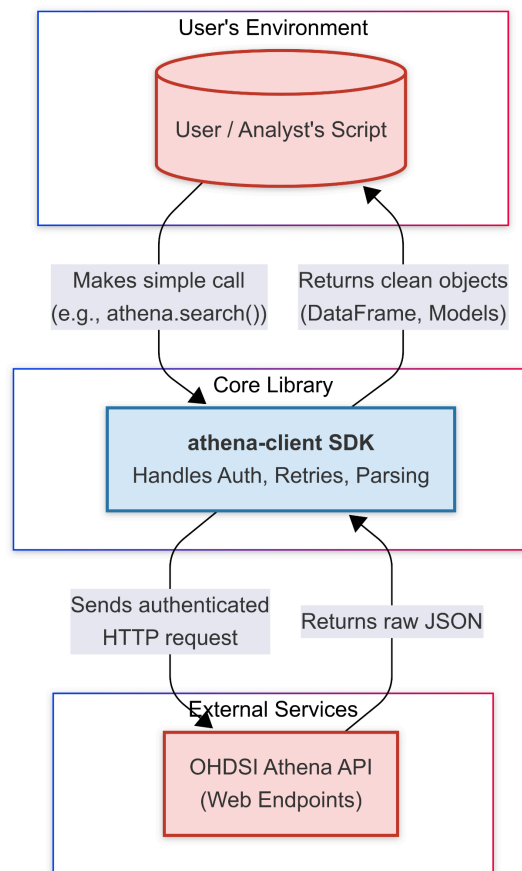 User's Environment
User / Analyst's Script
Makes simple call
(e.g., athena.search())
Returns clean objects
(DataFrame, Models)
Core Library
athena-client SDK
Handles Auth, Retries, Parsing
Sends authenticated
HTTP request
Returns raw JSON
External Services
OHDSI Athena API
(Web Endpoints)